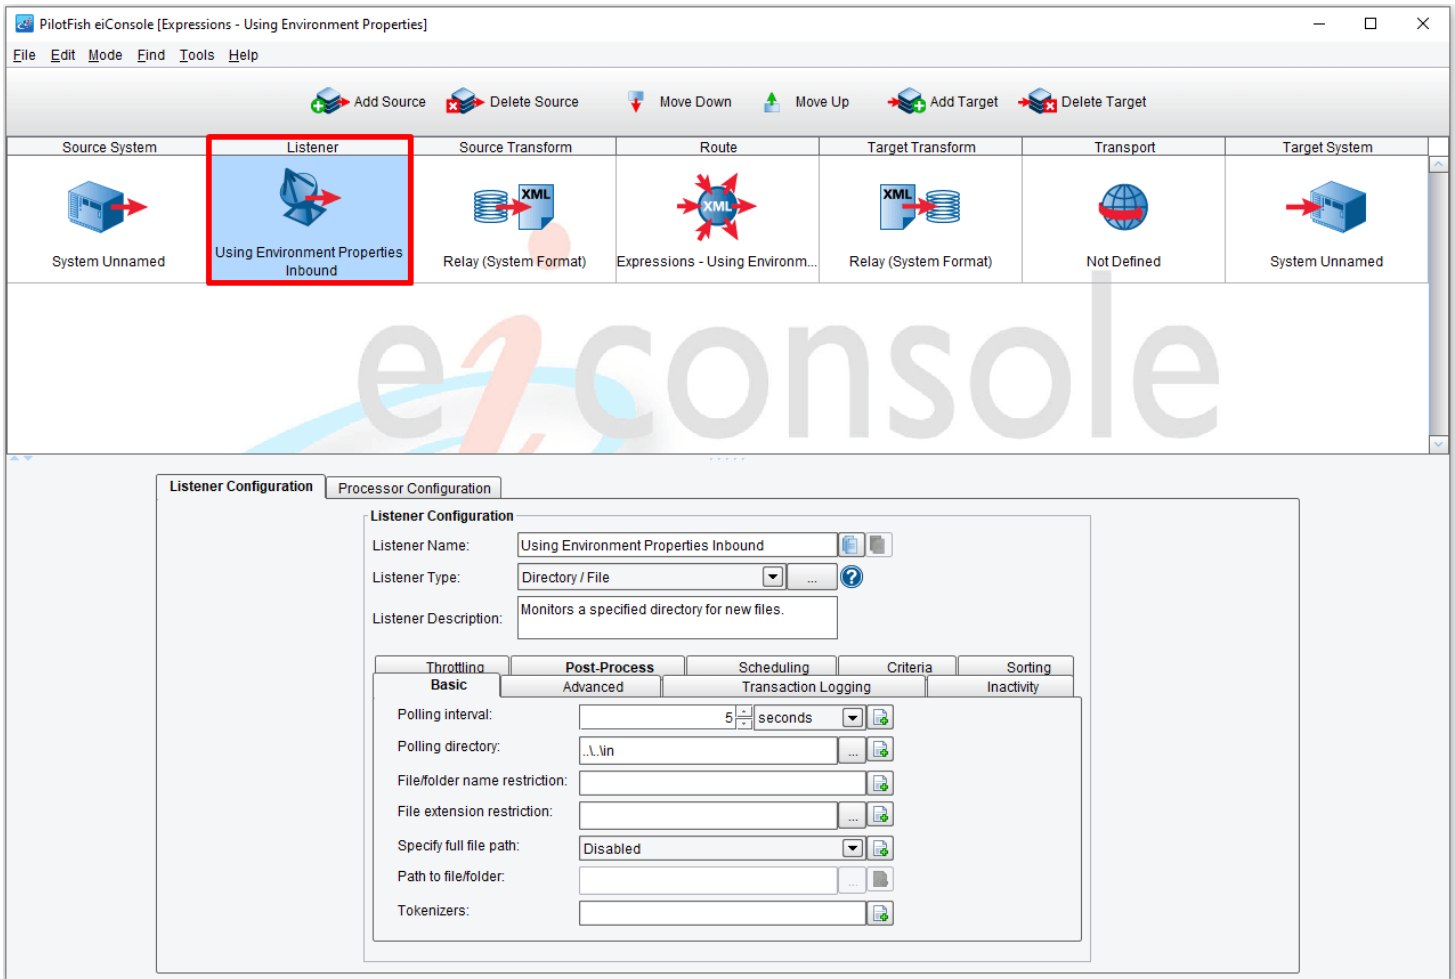 PilotFish eiConsole [Expressions - Using Environment Properties]
File Edit Mode Find Tools Help
Add Source Delete Source Move Down Move Up Add Target Delete Target
Source System Listener Source Transform Route Target Transform Transport Target System
XML XML XML
System Unnamed Using Environment Properties Inbound Relay (System Format) Expressions - Using Environm... Relay (System Format) Not Defined System Unnamed
eiconsole
Listener Configuration Processor Configuration
Listener Configuration
Listener Name: Using Environment Properties Inbound
Listener Type: Directory / File ... ?
Listener Description: Monitors a specified directory for new files.
Throttling Post-Process Scheduling Criteria Sorting
Basic Advanced Transaction Logging Inactivity
Polling interval: 5 seconds
Polling directory: ..\..\in ...
File/folder name restriction:
File extension restriction: ...
Specify full file path: Disabled
Path to file/folder: ...
Tokenizers: